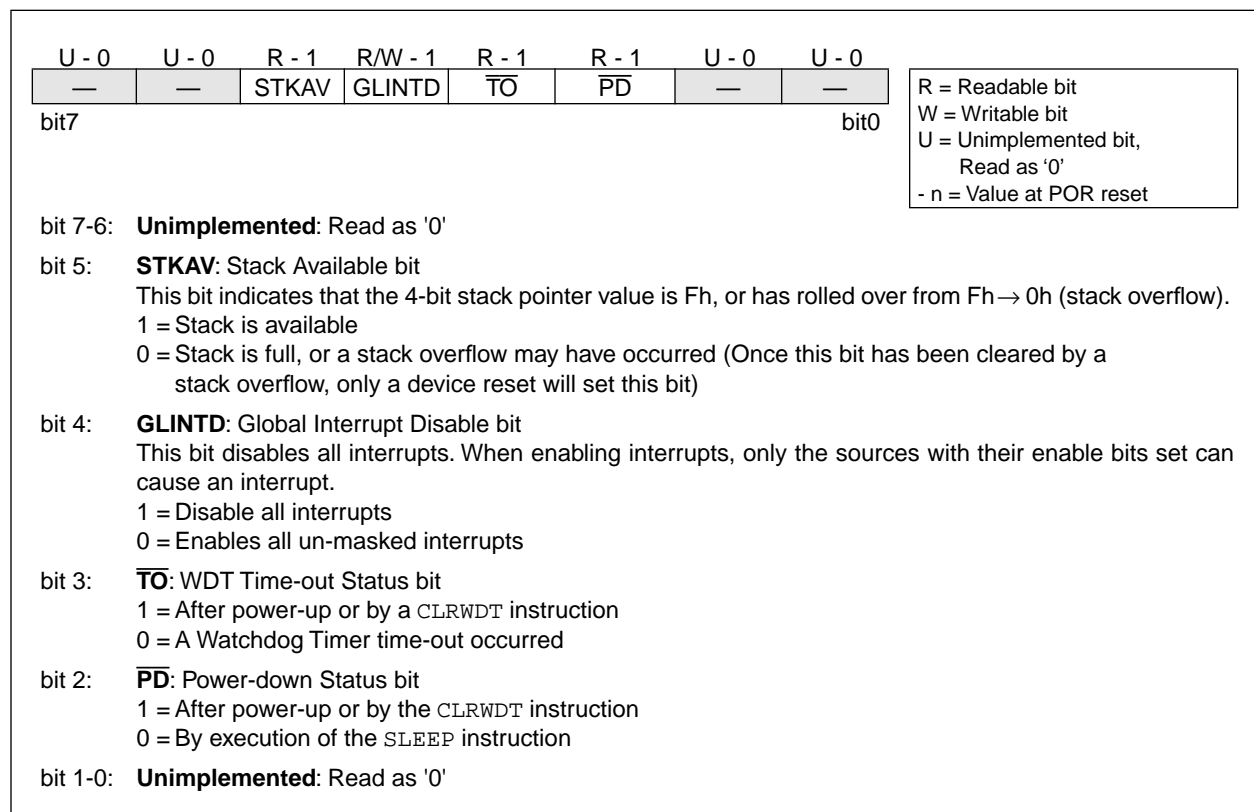 U - 0 U - 0 R - 1 R/W - 1 R - 1 R - 1 U - 0 U - 0
— — STKAV GLINTD T̅O̅ P̅D̅ — —
bit7 bit0
R = Readable bit
W = Writable bit
U = Unimplemented bit,
Read as ‘0’
- n = Value at POR reset
bit 7-6: Unimplemented: Read as '0'
bit 5: STKAV: Stack Available bit
This bit indicates that the 4-bit stack pointer value is Fh, or has rolled over from Fh→ 0h (stack overflow).
1 = Stack is available
0 = Stack is full, or a stack overflow may have occurred (Once this bit has been cleared by a
stack overflow, only a device reset will set this bit)
bit 4: GLINTD: Global Interrupt Disable bit
This bit disables all interrupts. When enabling interrupts, only the sources with their enable bits set can
cause an interrupt.
1 = Disable all interrupts
0 = Enables all un-masked interrupts
bit 3: T̅O̅: WDT Time-out Status bit
1 = After power-up or by a CLRWDT instruction
0 = A Watchdog Timer time-out occurred
bit 2: P̅D̅: Power-down Status bit
1 = After power-up or by the CLRWDT instruction
0 = By execution of the SLEEP instruction
bit 1-0: Unimplemented: Read as '0'